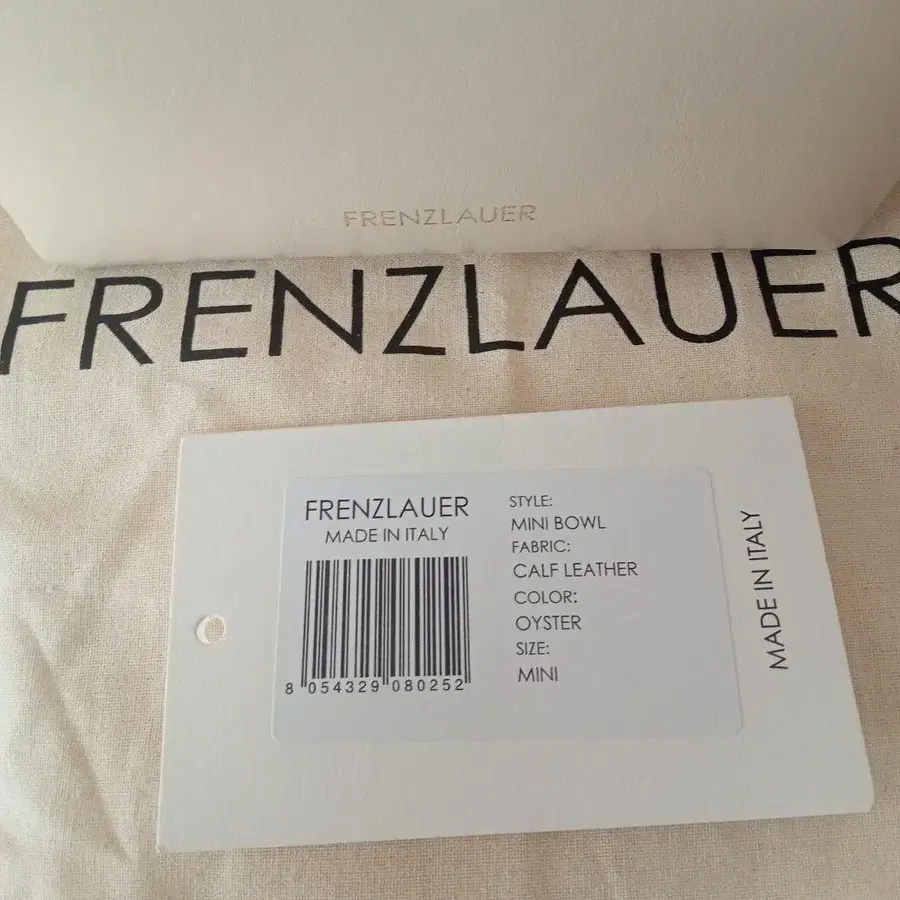 FRENZLAUER
FRENZLAUER
FRENZLAUER
MADE IN ITALY
8 054329 080252
STYLE:
MINI BOWL
FABRIC:
CALF LEATHER
COLOR:
OYSTER
SIZE:
MINI
MADE IN ITALY